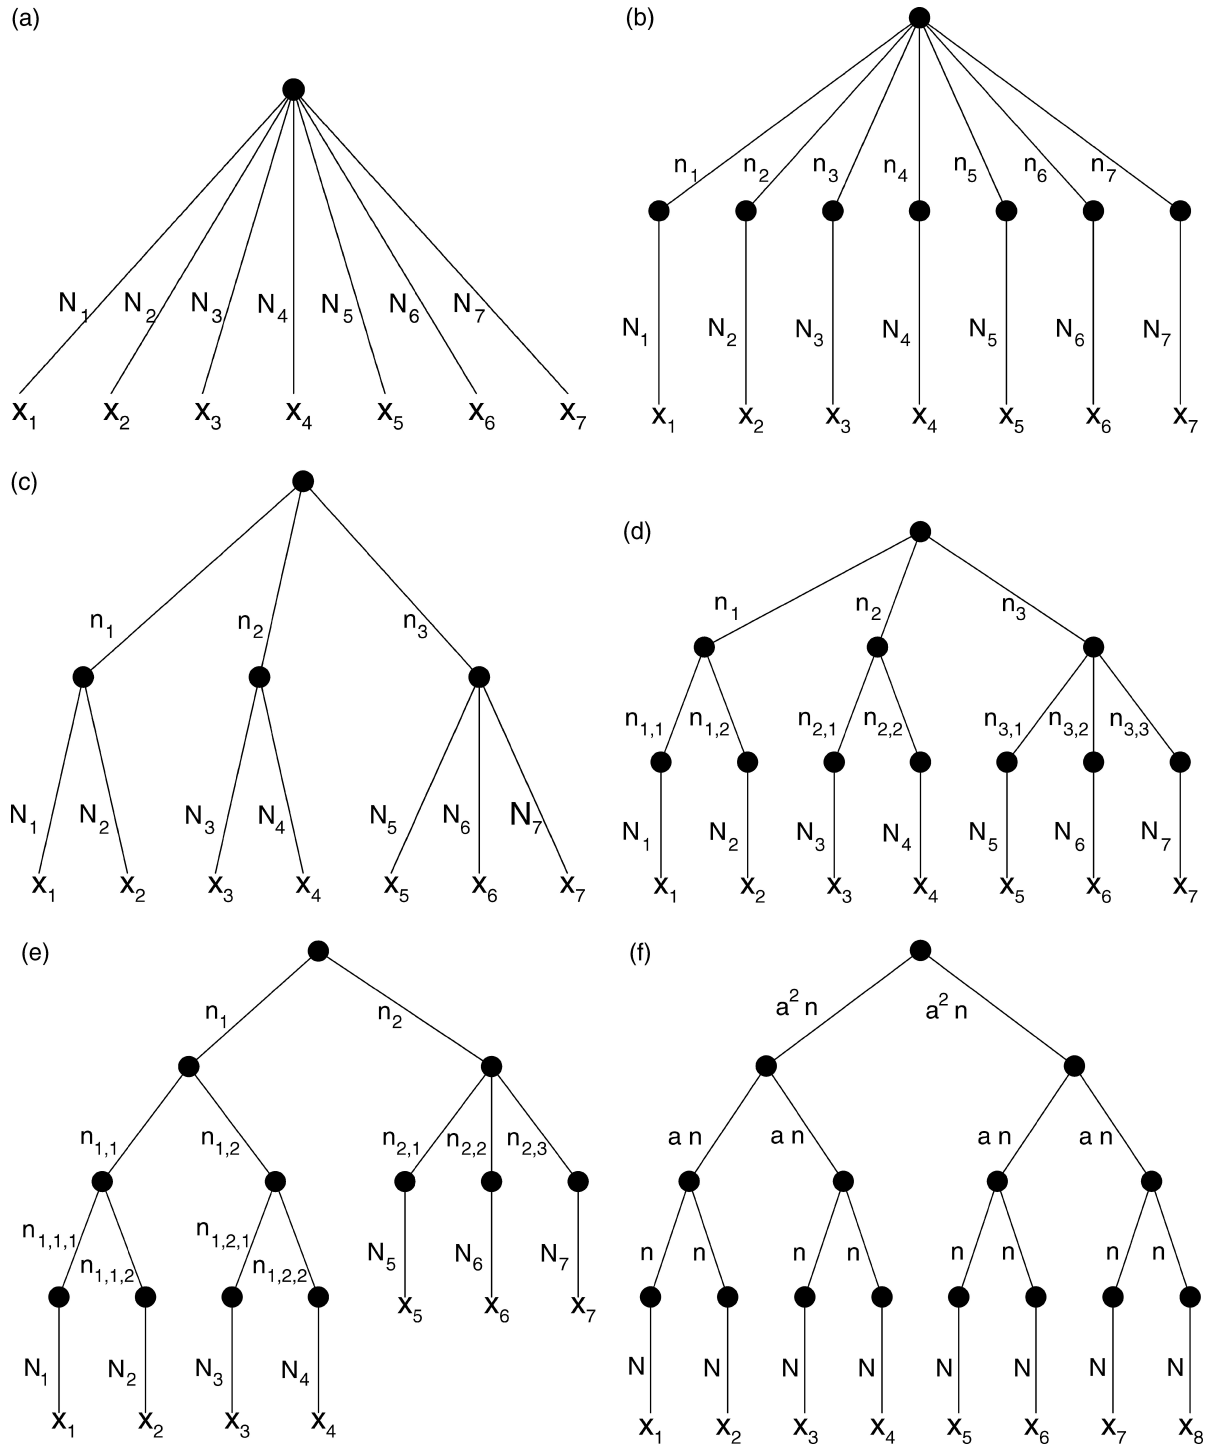 (a)
N₁ N₂ N₃ N₄ N₅ N₆ N₇
x₁ x₂ x₃ x₄ x₅ x₆ x₇
(b)
n₁ n₂ n₃ n₄ n₅ n₆ n₇
N₁ N₂ N₃ N₄ N₅ N₆ N₇
x₁ x₂ x₃ x₄ x₅ x₆ x₇
(c)
n₁ n₂ n₃
N₁ N₂ N₃ N₄ N₅ N₆ N₇
x₁ x₂ x₃ x₄ x₅ x₆ x₇
(d)
n₁ n₂ n₃
n₁,₁ n₁,₂ n₂,₁ n₂,₂ n₃,₁ n₃,₂ n₃,₃
N₁ N₂ N₃ N₄ N₅ N₆ N₇
x₁ x₂ x₃ x₄ x₅ x₆ x₇
(e)
n₁ n₂
n₁,₁ n₁,₂ n₂,₁ n₂,₂ n₂,₃
n₁,₁,₁ n₁,₁,₂ n₁,₂,₁ n₁,₂,₂ N₅ N₆ N₇
x₅ x₆ x₇
N₁ N₂ N₃ N₄
x₁ x₂ x₃ x₄
(f)
a² n a² n
a n a n a n a n
n n n n n n n n
N N N N N N N N
x₁ x₂ x₃ x₄ x₅ x₆ x₇ x₈